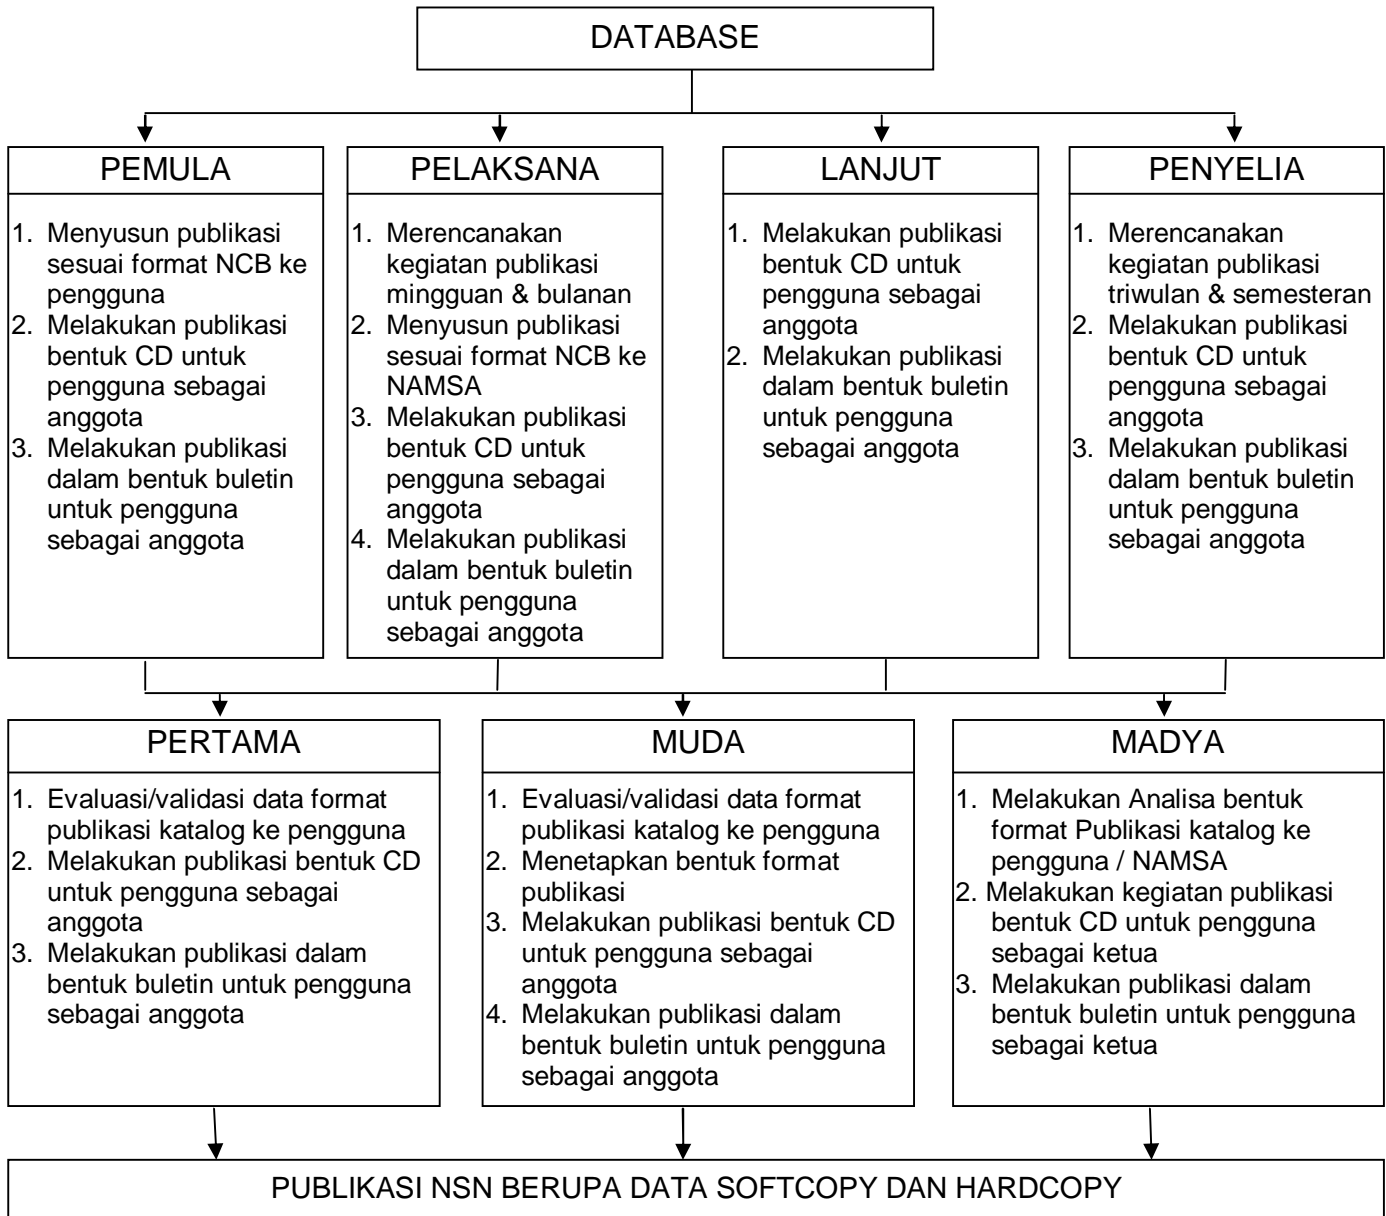 DATABASE
PEMULA
1. Menyusun publikasi
sesuai format NCB ke
pengguna
2. Melakukan publikasi
bentuk CD untuk
pengguna sebagai
anggota
3. Melakukan publikasi
dalam bentuk buletin
untuk pengguna
sebagai anggota
PELAKSANA
1. Merencanakan
kegiatan publikasi
mingguan & bulanan
2. Menyusun publikasi
sesuai format NCB ke
NAMSA
3. Melakukan publikasi
bentuk CD untuk
pengguna sebagai
anggota
4. Melakukan publikasi
dalam bentuk buletin
untuk pengguna
sebagai anggota
LANJUT
1. Melakukan publikasi
bentuk CD untuk
pengguna sebagai
anggota
2. Melakukan publikasi
dalam bentuk buletin
untuk pengguna
sebagai anggota
PENYELIA
1. Merencanakan
kegiatan publikasi
triwulan & semesteran
2. Melakukan publikasi
bentuk CD untuk
pengguna sebagai
anggota
3. Melakukan publikasi
dalam bentuk buletin
untuk pengguna
sebagai anggota
PERTAMA
1. Evaluasi/validasi data format
publikasi katalog ke pengguna
2. Melakukan publikasi bentuk CD
untuk pengguna sebagai
anggota
3. Melakukan publikasi dalam
bentuk buletin untuk pengguna
sebagai anggota
MUDA
1. Evaluasi/validasi data format
publikasi katalog ke pengguna
2. Menetapkan bentuk format
publikasi
3. Melakukan publikasi bentuk CD
untuk pengguna sebagai
anggota
4. Melakukan publikasi dalam
bentuk buletin untuk pengguna
sebagai anggota
MADYA
1. Melakukan Analisa bentuk
format Publikasi katalog ke
pengguna / NAMSA
2. Melakukan kegiatan publikasi
bentuk CD untuk pengguna
sebagai ketua
3. Melakukan publikasi dalam
bentuk buletin untuk pengguna
sebagai ketua
PUBLIKASI NSN BERUPA DATA SOFTCOPY DAN HARDCOPY